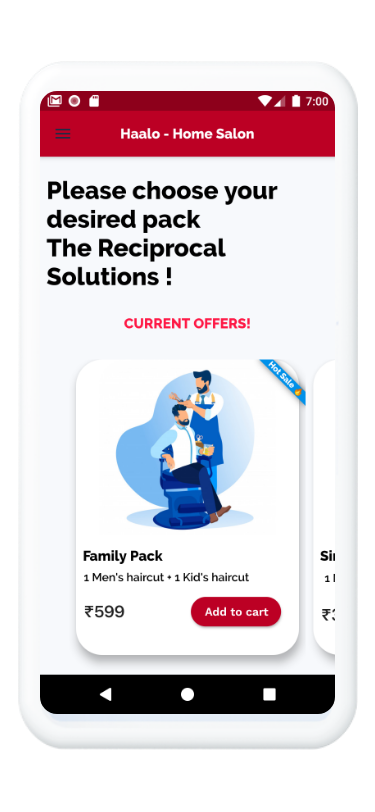 7:00
Haalo - Home Salon
Please choose your
desired pack
The Reciprocal
Solutions !
CURRENT OFFERS!
Hot Sale 🔥
Family Pack
1 Men's haircut + 1 Kid's haircut
₹599
Add to cart